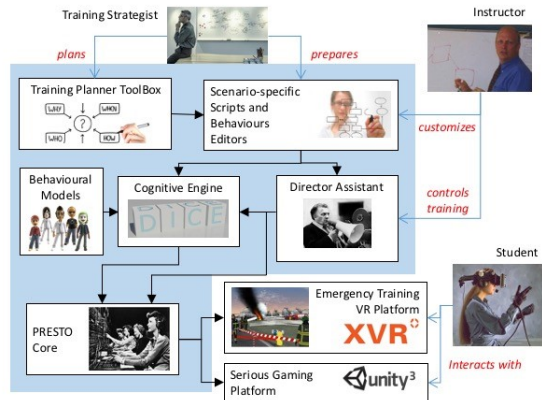 Training Strategist
Instructor
plans
prepares
Training Planner ToolBox
WHY
WHEN
?
WHO
HOW
Scenario-specific
Scripts and
Behaviours
Editors
customizes
Behavioural
Models
Cognitive Engine
DICE
Director Assistant
controls
training
Student
PRESTO
Core
Emergency Training
VR Platform
XVR
Interacts with
Serious Gaming
Platform
unity3